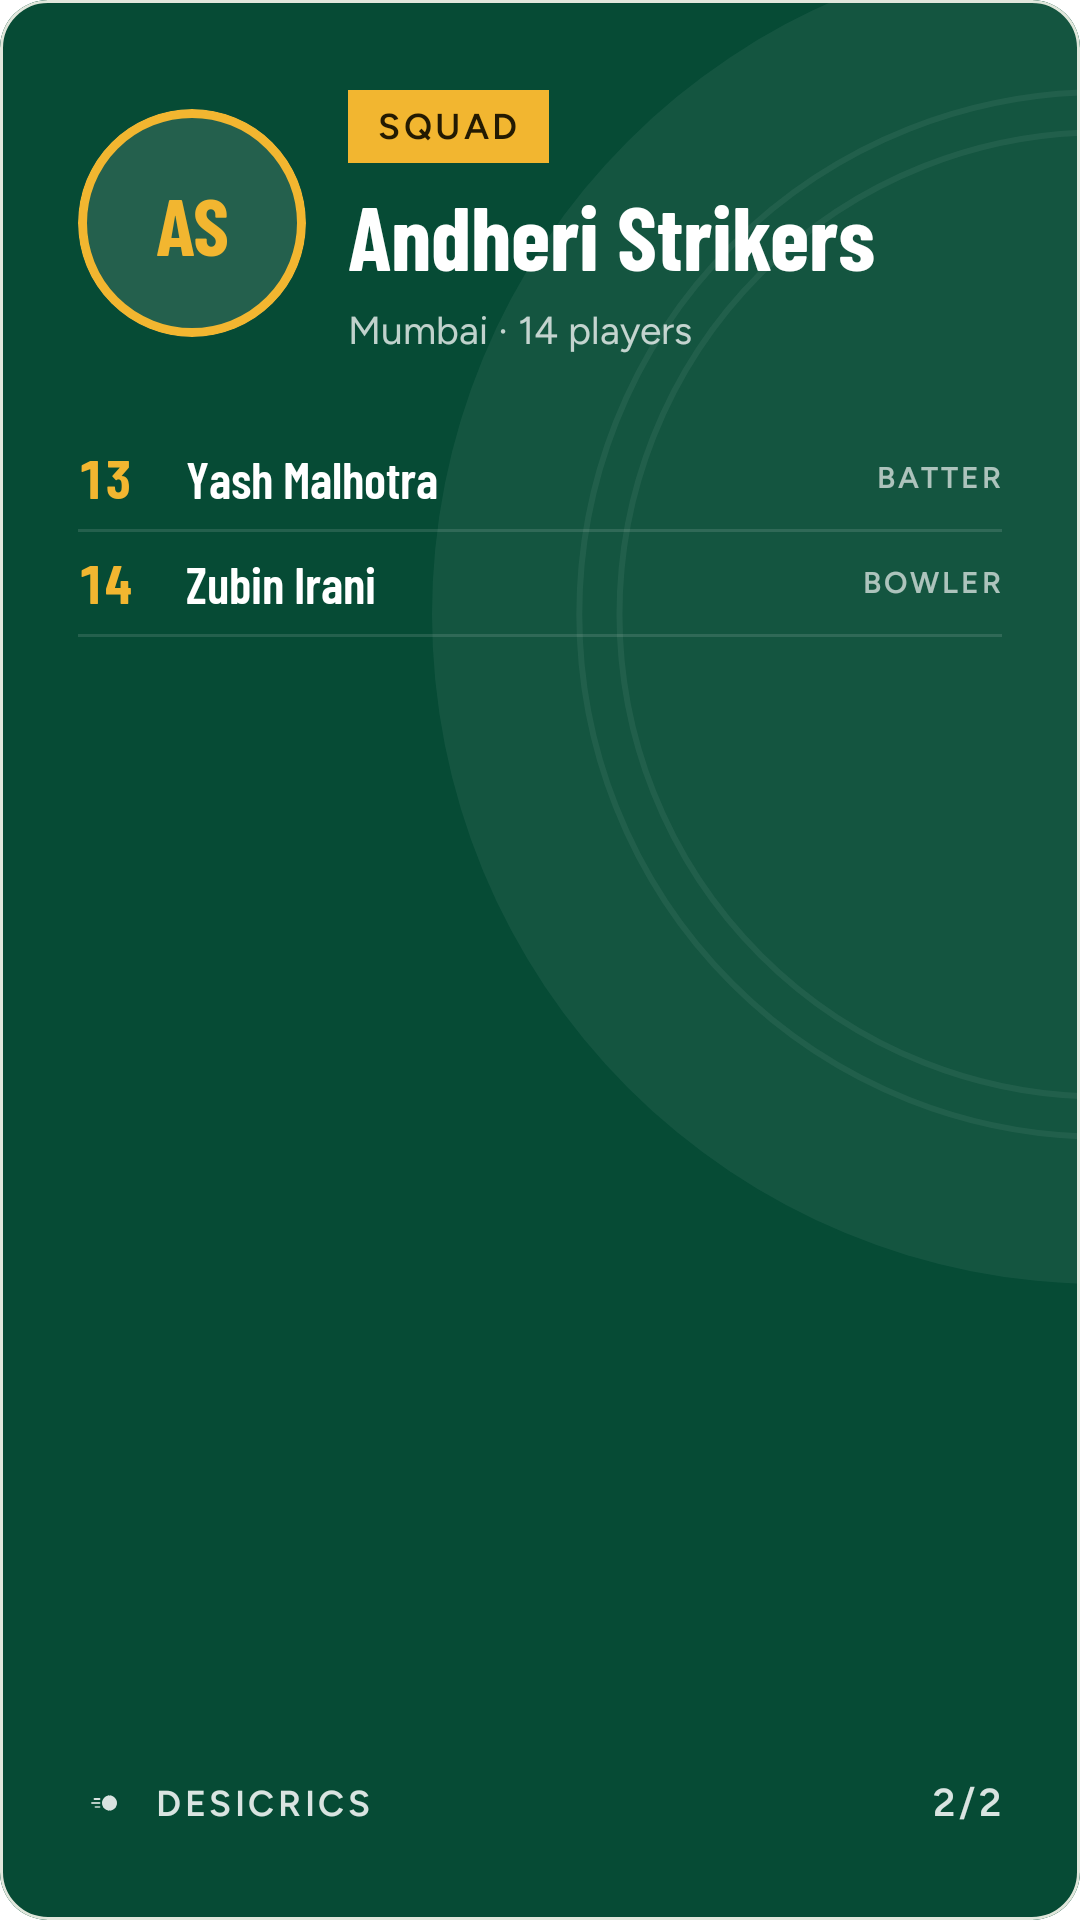 SQUAD
AS
Andheri Strikers
Mumbai · 14 players
13 Yash Malhotra BATTER
14 Zubin Irani BOWLER
DESICRICS 2/2